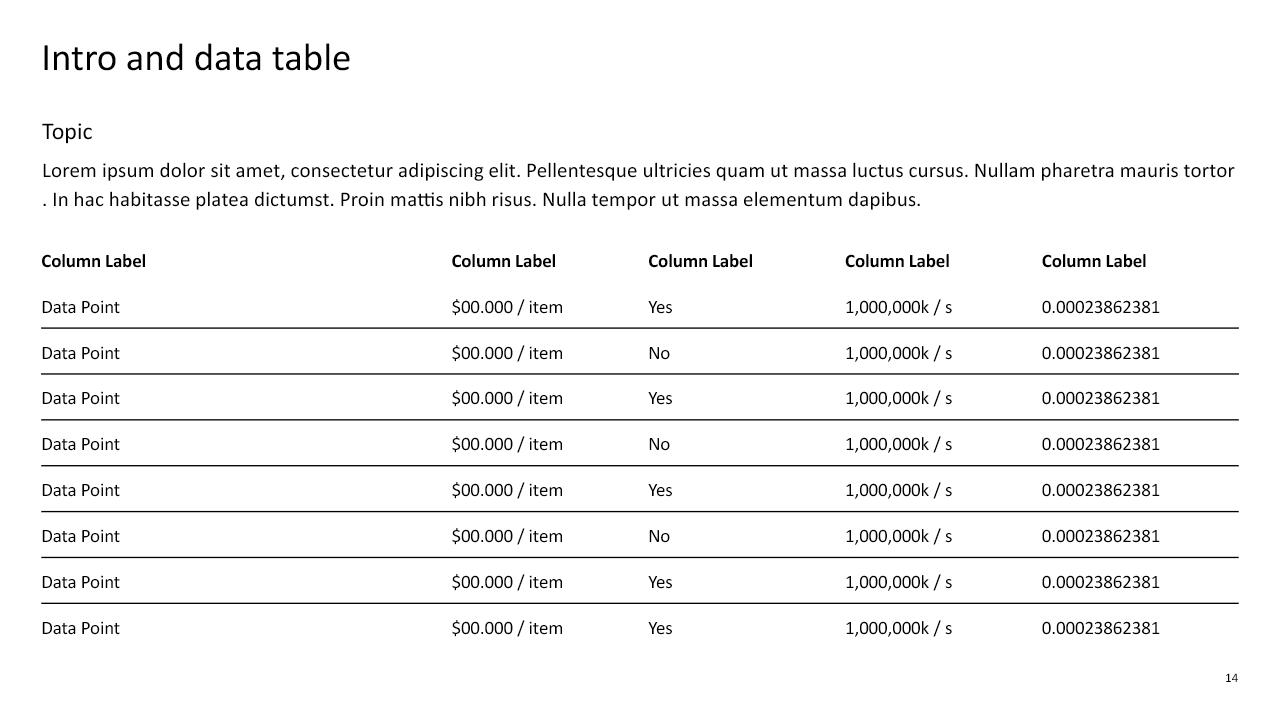 Intro and data table
Topic
Lorem ipsum dolor sit amet, consectetur adipiscing elit. Pellentesque ultricies quam ut massa luctus cursus. Nullam pharetra mauris tortor
. In hac habitasse platea dictumst. Proin mattis nibh risus. Nulla tempor ut massa elementum dapibus.
Column Label Column Label Column Label Column Label Column Label
Data Point $00.000 / item Yes 1,000,000k / s 0.00023862381
Data Point $00.000 / item No 1,000,000k / s 0.00023862381
Data Point $00.000 / item Yes 1,000,000k / s 0.00023862381
Data Point $00.000 / item No 1,000,000k / s 0.00023862381
Data Point $00.000 / item Yes 1,000,000k / s 0.00023862381
Data Point $00.000 / item No 1,000,000k / s 0.00023862381
Data Point $00.000 / item Yes 1,000,000k / s 0.00023862381
Data Point $00.000 / item Yes 1,000,000k / s 0.00023862381
14